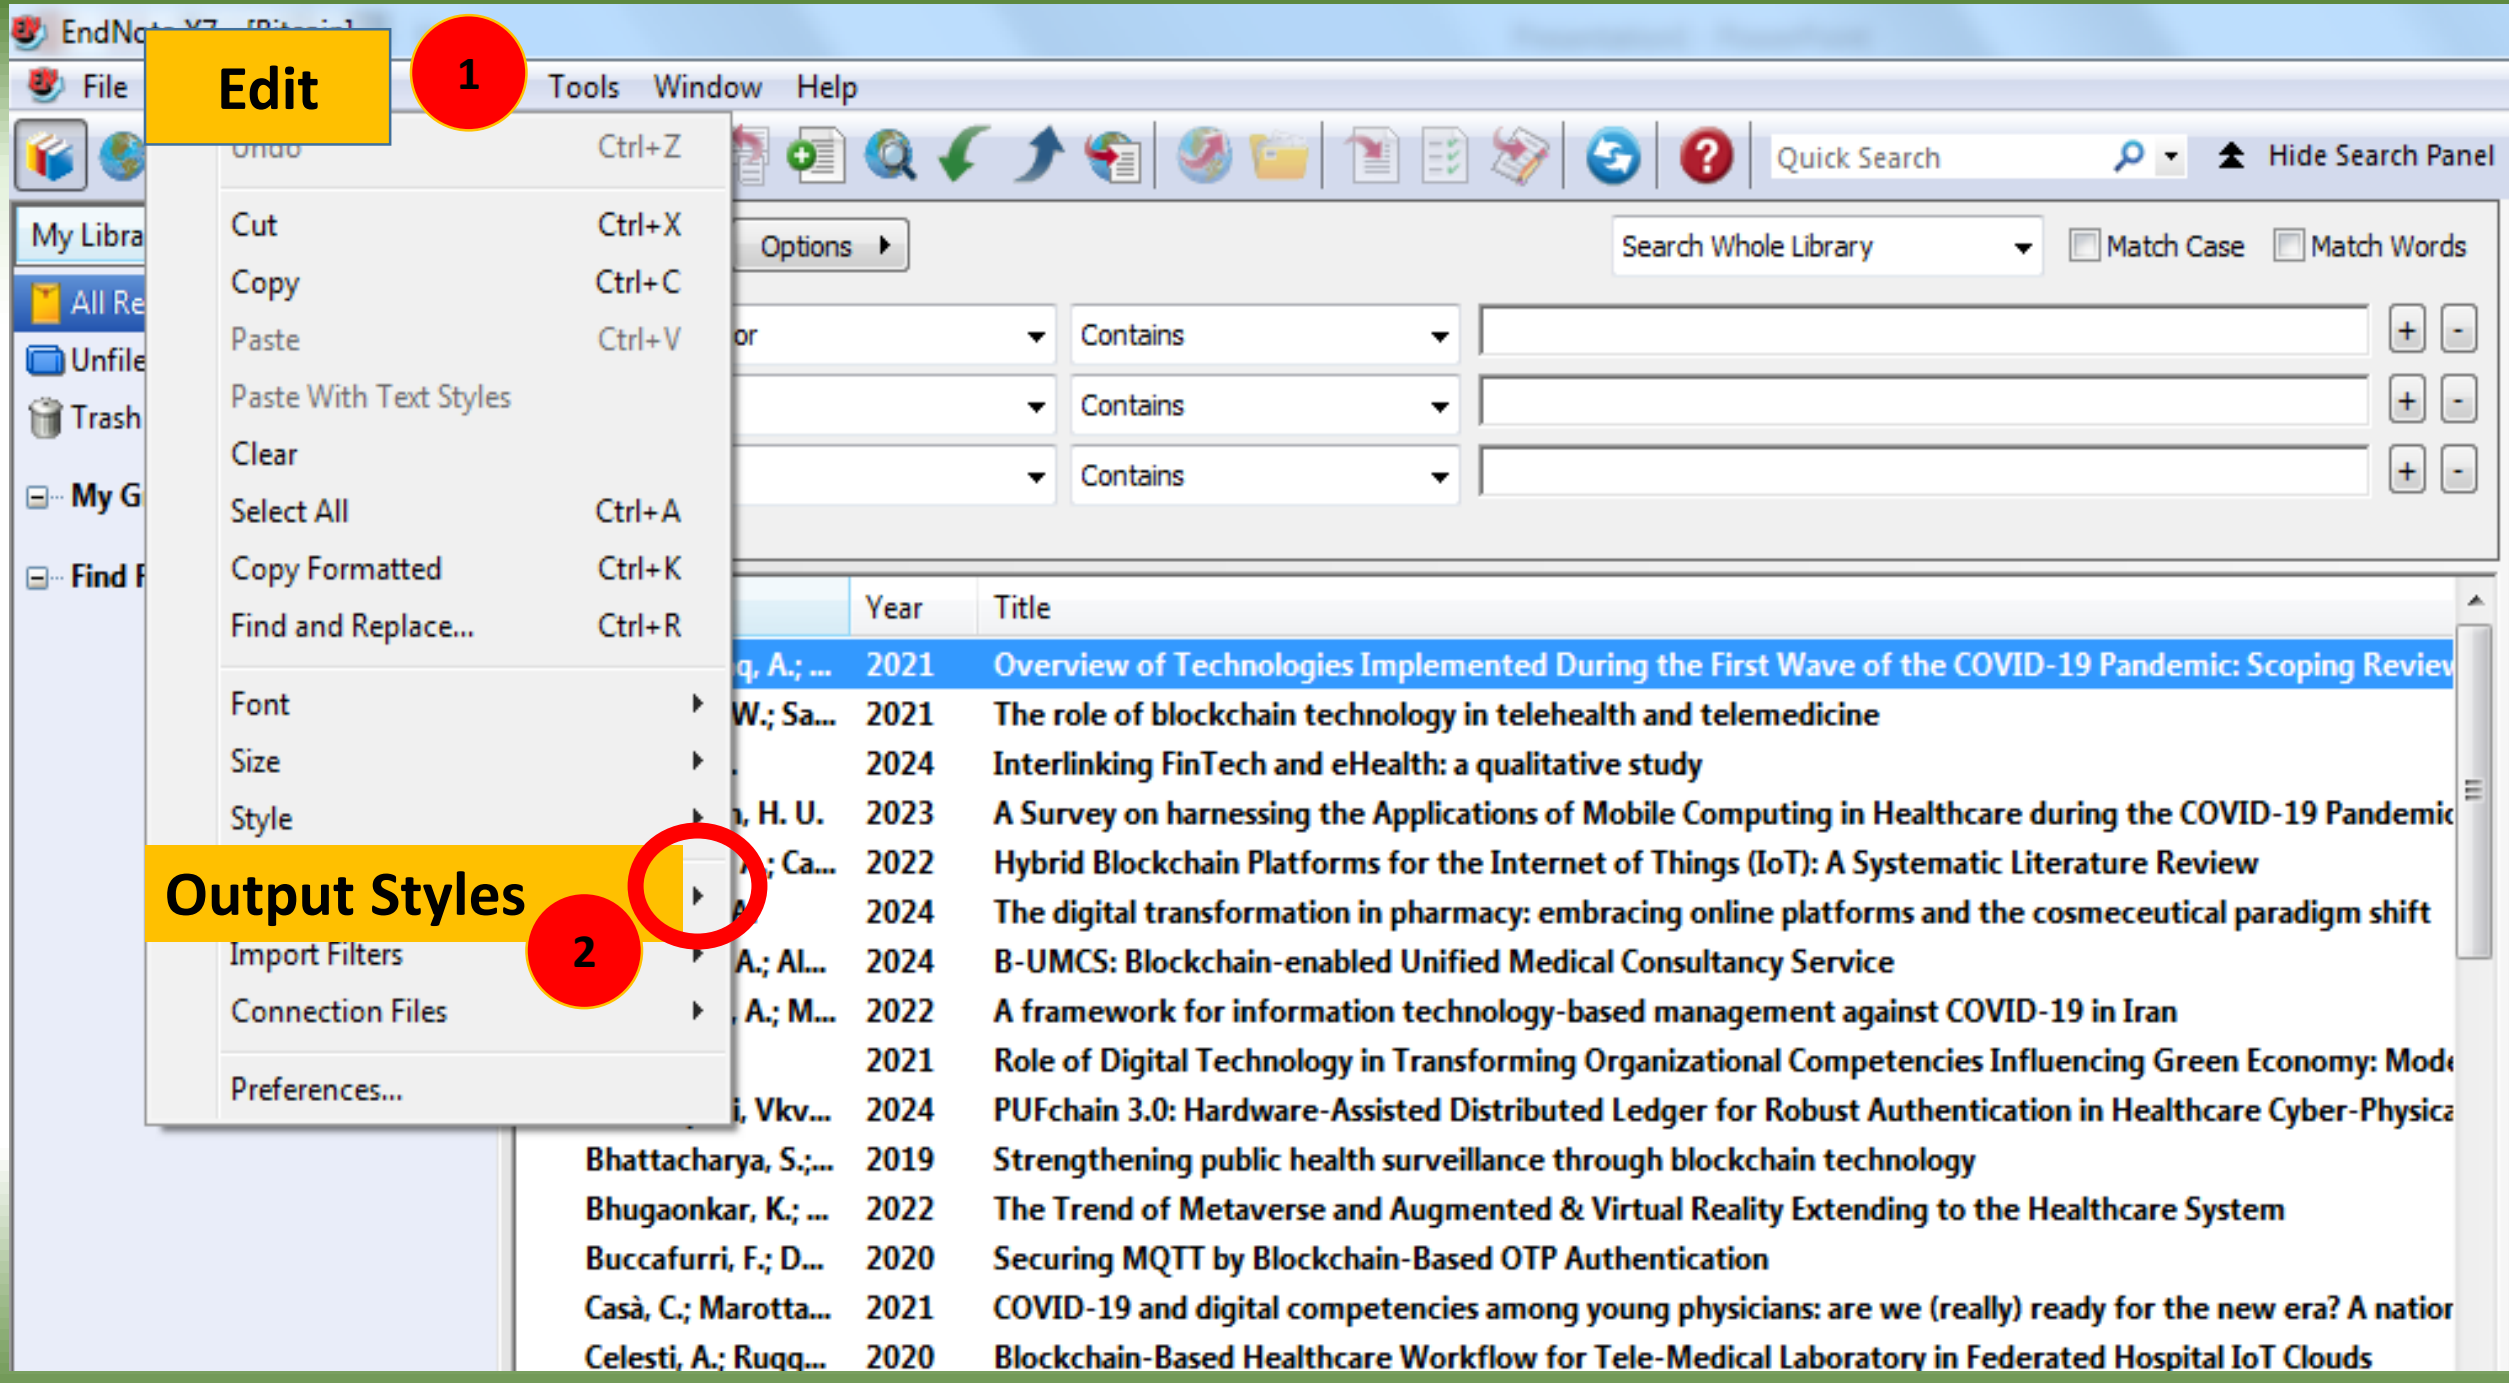 EndNote X7 - [Bitcoin]
Edit
1
File
Tools Window Help
Undo Ctrl+Z
Quick Search
Hide Search Panel
My Libra
Cut Ctrl+X
Options
Search Whole Library
Match Case
Match Words
Copy Ctrl+C
All Re
Paste Ctrl+V
or
Contains
+ -
Unfile
Paste With Text Styles
Contains
+ -
Trash
Clear
Contains
+ -
My G
Select All Ctrl+A
Copy Formatted Ctrl+K
Find
Find and Replace... Ctrl+R
Year Title
q, A.; ... 2021 Overview of Technologies Implemented During the First Wave of the COVID-19 Pandemic: Scoping Review
Font
W.; Sa... 2021 The role of blockchain technology in telehealth and telemedicine
Size
. 2024 Interlinking FinTech and eHealth: a qualitative study
Style
, H. U. 2023 A Survey on harnessing the Applications of Mobile Computing in Healthcare during the COVID-19 Pandemic
Output Styles
; Ca... 2022 Hybrid Blockchain Platforms for the Internet of Things (IoT): A Systematic Literature Review
A. 2024 The digital transformation in pharmacy: embracing online platforms and the cosmeceutical paradigm shift
Import Filters
2
A.; Al... 2024 B-UMCS: Blockchain-enabled Unified Medical Consultancy Service
Connection Files
, A.; M... 2022 A framework for information technology-based management against COVID-19 in Iran
2021 Role of Digital Technology in Transforming Organizational Competencies Influencing Green Economy: Mode
Preferences...
i, Vkv... 2024 PUFchain 3.0: Hardware-Assisted Distributed Ledger for Robust Authentication in Healthcare Cyber-Physica
Bhattacharya, S.;... 2019 Strengthening public health surveillance through blockchain technology
Bhugaonkar, K.; ... 2022 The Trend of Metaverse and Augmented & Virtual Reality Extending to the Healthcare System
Buccafurri, F.; D... 2020 Securing MQTT by Blockchain-Based OTP Authentication
Casà, C.; Marotta... 2021 COVID-19 and digital competencies among young physicians: are we (really) ready for the new era? A nation
Celesti, A.; Rugg... 2020 Blockchain-Based Healthcare Workflow for Tele-Medical Laboratory in Federated Hospital IoT Clouds